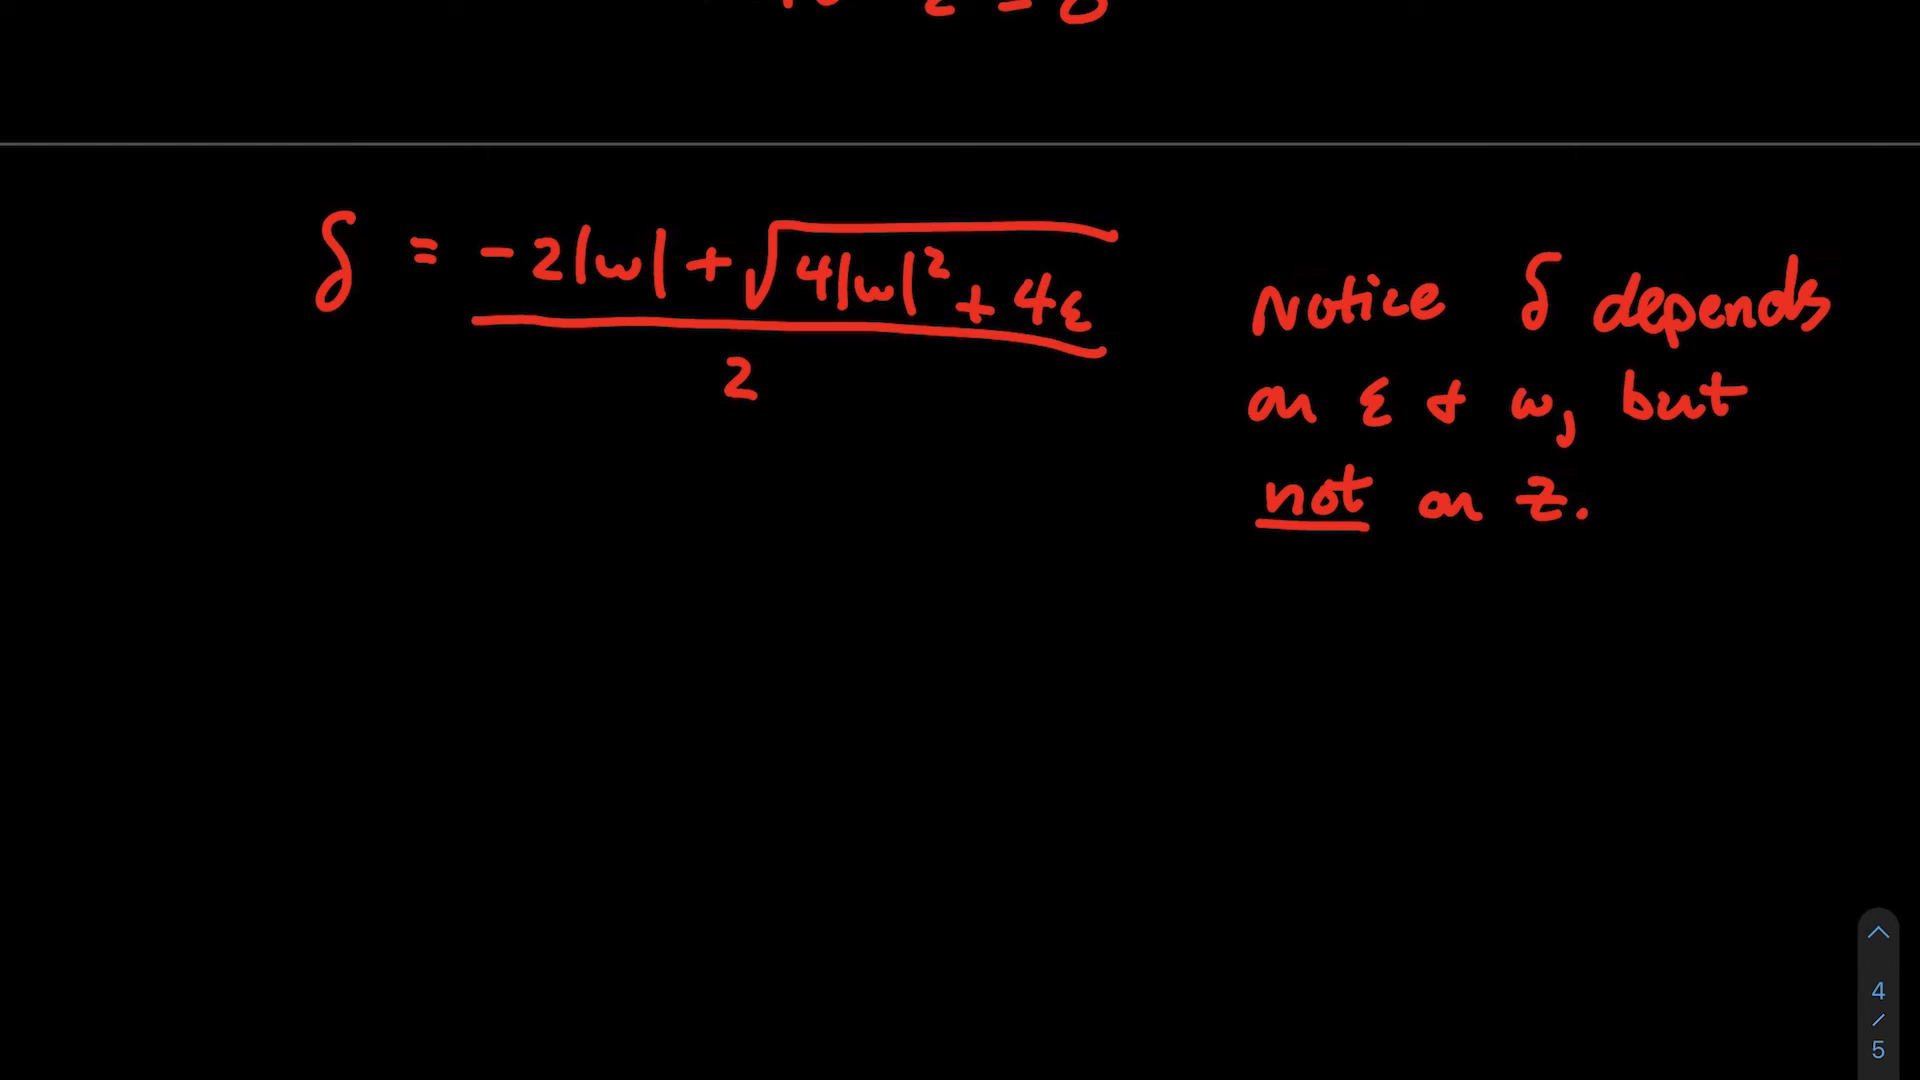 δ = -2|w| + √(4|w|² + 4ε) / 2
Notice δ depends
on ε & w, but
not on z.
4
/
5